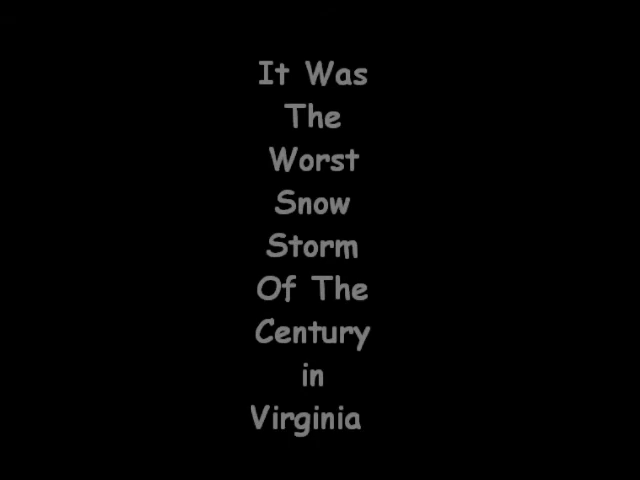 It Was
The
Worst
Snow
Storm
Of The
Century
in
Virginia